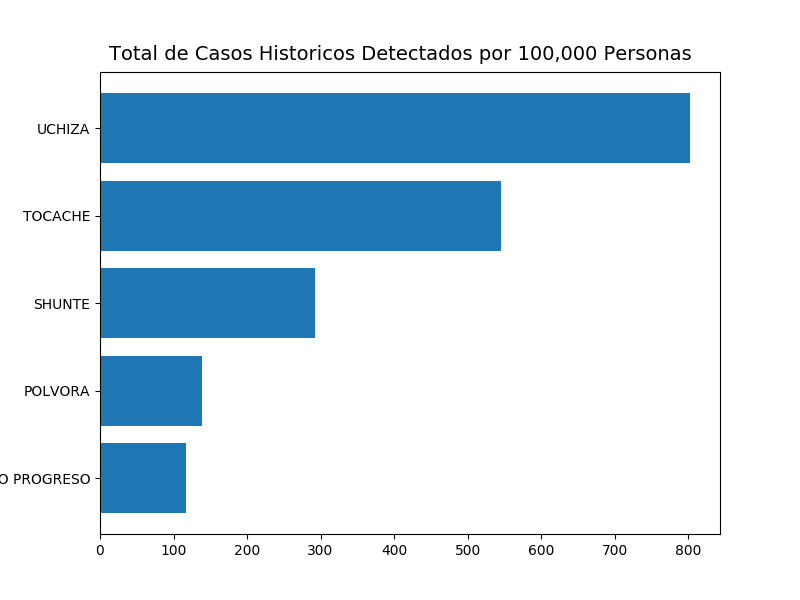 Total de Casos Historicos Detectados por 100,000 Personas
UCHIZA
TOCACHE
SHUNTE
POLVORA
O PROGRESO
0 100 200 300 400 500 600 700 800